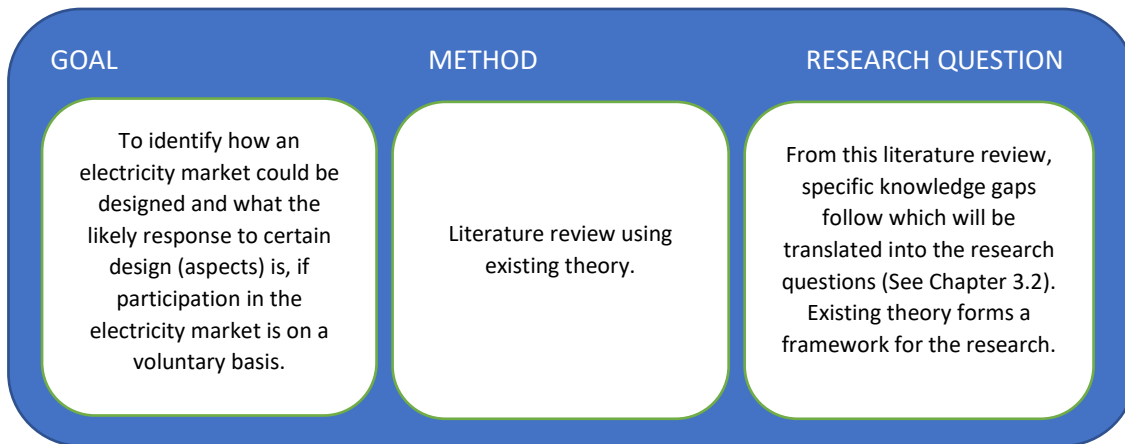 GOAL
METHOD
RESEARCH QUESTION
To identify how an
electricity market could be
designed and what the
likely response to certain
design (aspects) is, if
participation in the
electricity market is on a
voluntary basis.
Literature review using
existing theory.
From this literature review,
specific knowledge gaps
follow which will be
translated into the research
questions (See Chapter 3.2).
Existing theory forms a
framework for the research.